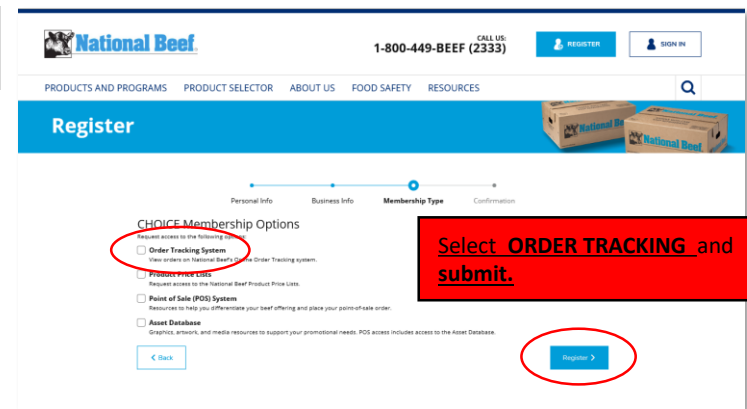 National Beef
CALL US:
1-800-449-BEEF (2333)
REGISTER
SIGN IN
PRODUCTS AND PROGRAMS PRODUCT SELECTOR ABOUT US FOOD SAFETY RESOURCES
Register
National Be
National Beef
Personal Info Business Info Membership Type Confirmation
CHOICE Membership Options
Request access to the following options:
Order Tracking System
View orders on National Beef's Online Order Tracking system.
Product Price Lists
Request access to the National Beef Product Price Lists.
Point of Sale (POS) System
Resources to help you differentiate your beef offering and place your point-of-sale order.
Asset Database
Graphics, artwork, and media resources to support your promotional needs. POS access includes access to the Asset Database.
Select ORDER TRACKING and
submit.
Back
Register